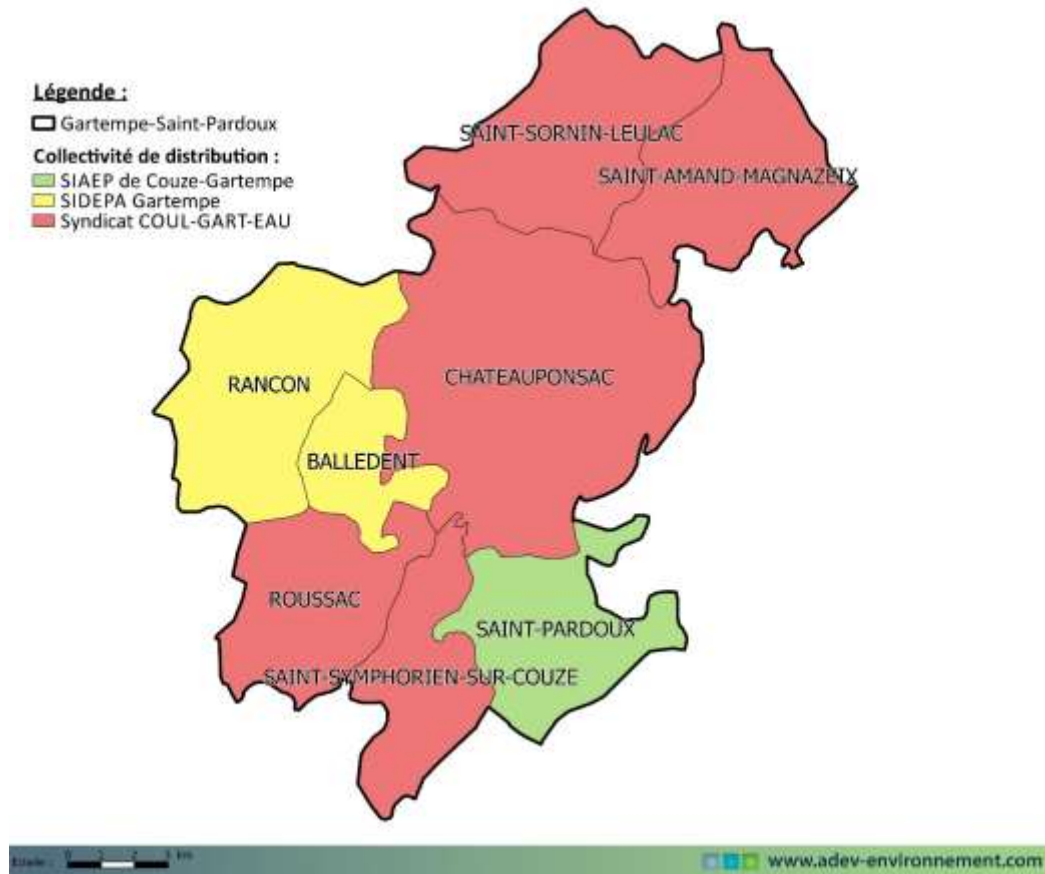 Légende :
Gartempe-Saint-Pardoux
Collectivité de distribution :
SIAEP de Couze-Gartempe
SIDEPA Gartempe
Syndicat COUL-GART-EAU
SAINT-SORNIN-LEULAC
SAINT-AMAND-MAGNAZEIX
CHATEAUPONSAC
RANCON
BALLEDENT
ROUSSAC
SAINT-PARDOUX
SAINT-SYMPHORIEN-SUR-COUZE
km
www.adev-environnement.com